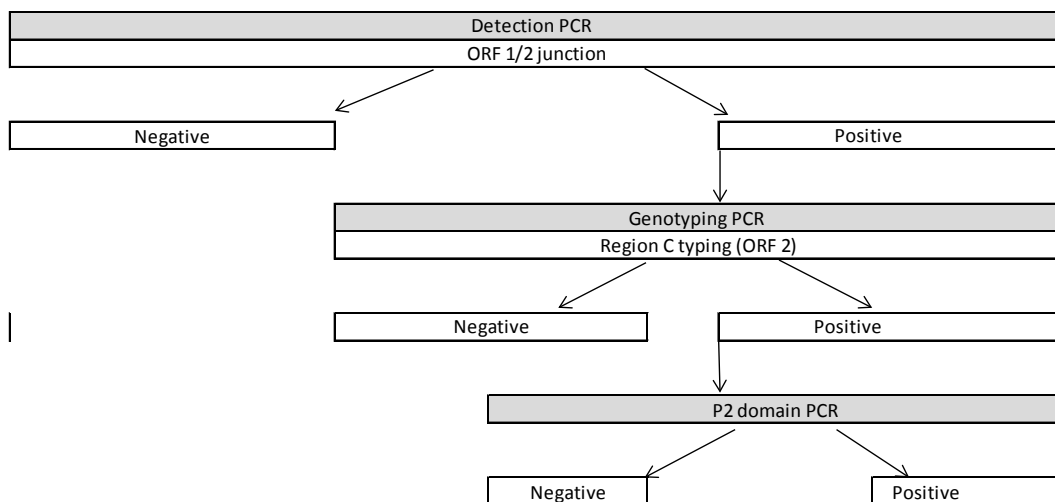 Detection PCR
ORF 1/2 junction
Negative
Positive
Genotyping PCR
Region C typing (ORF 2)
Negative
Positive
P2 domain PCR
Negative
Positive